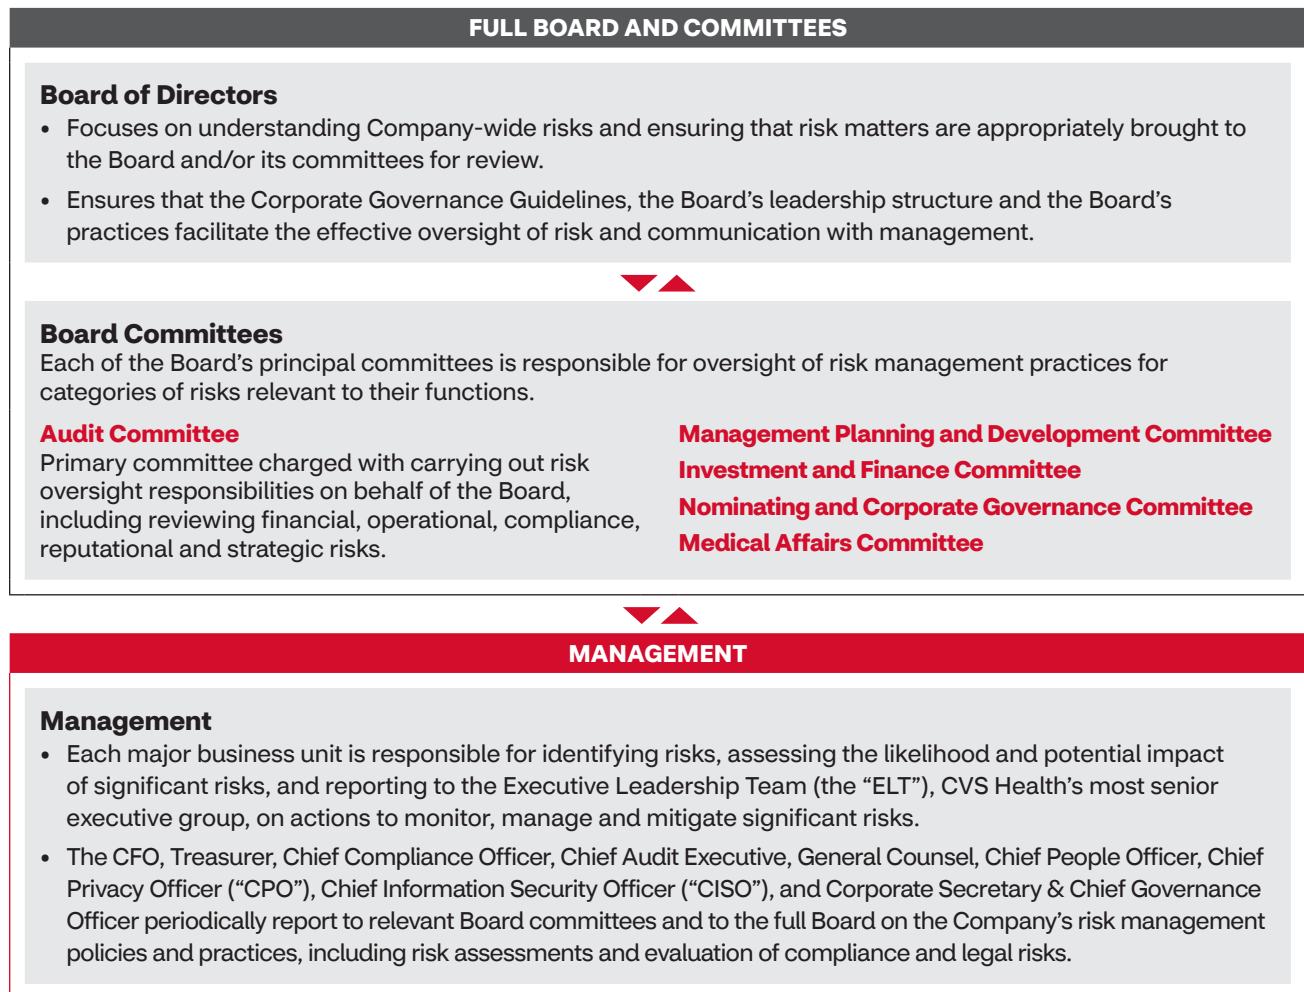 FULL BOARD AND COMMITTEES
Board of Directors
• Focuses on understanding Company-wide risks and ensuring that risk matters are appropriately brought to
the Board and/or its committees for review.
• Ensures that the Corporate Governance Guidelines, the Board’s leadership structure and the Board’s
practices facilitate the effective oversight of risk and communication with management.
Board Committees
Each of the Board’s principal committees is responsible for oversight of risk management practices for
categories of risks relevant to their functions.
Audit Committee
Primary committee charged with carrying out risk
oversight responsibilities on behalf of the Board,
including reviewing financial, operational, compliance,
reputational and strategic risks.
Management Planning and Development Committee
Investment and Finance Committee
Nominating and Corporate Governance Committee
Medical Affairs Committee
MANAGEMENT
Management
• Each major business unit is responsible for identifying risks, assessing the likelihood and potential impact
of significant risks, and reporting to the Executive Leadership Team (the “ELT”), CVS Health’s most senior
executive group, on actions to monitor, manage and mitigate significant risks.
• The CFO, Treasurer, Chief Compliance Officer, Chief Audit Executive, General Counsel, Chief People Officer, Chief
Privacy Officer (“CPO”), Chief Information Security Officer (“CISO”), and Corporate Secretary & Chief Governance
Officer periodically report to relevant Board committees and to the full Board on the Company’s risk management
policies and practices, including risk assessments and evaluation of compliance and legal risks.